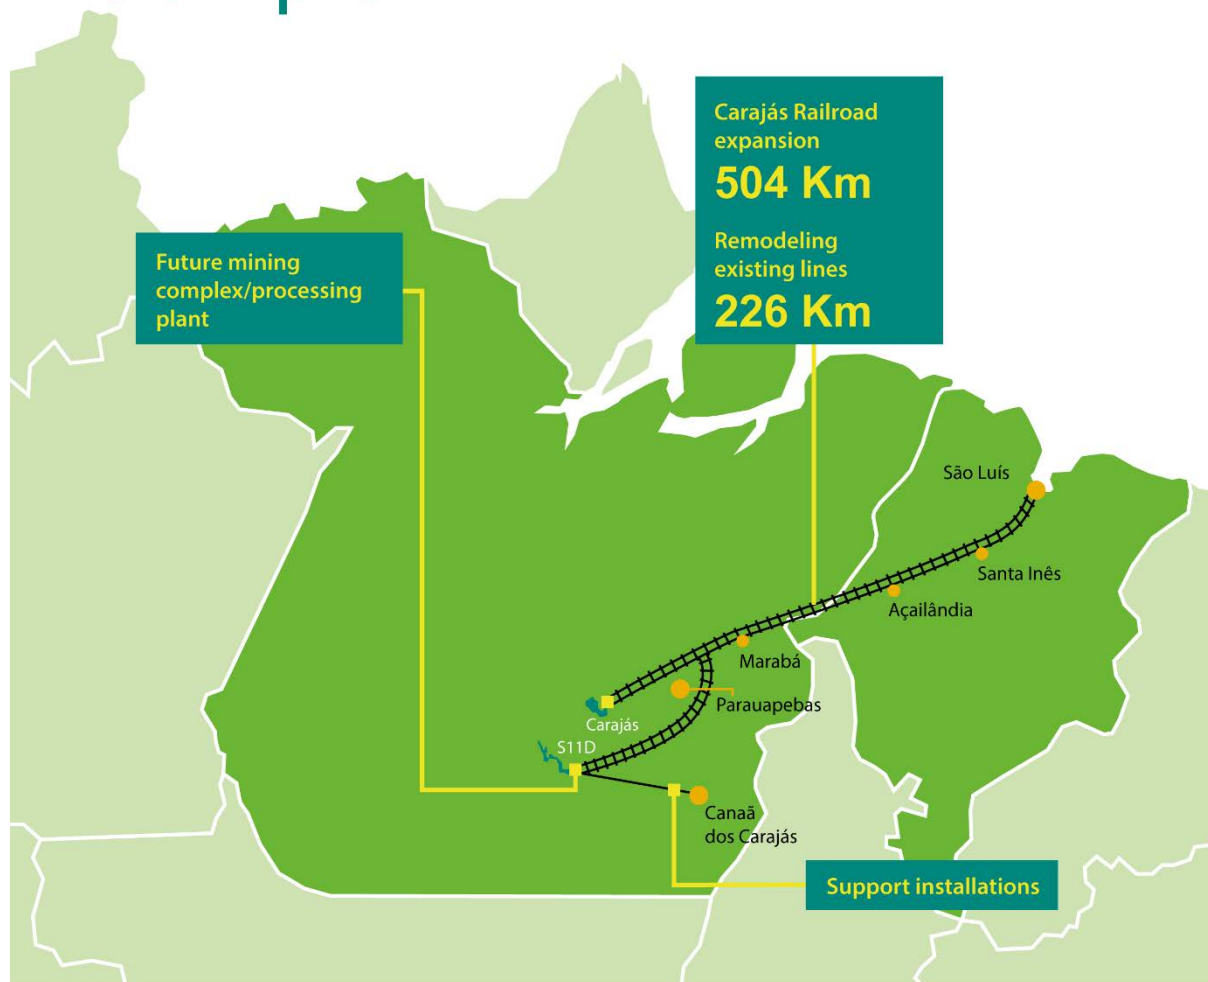 Carajás Railroad
expansion
504 Km
Remodeling
existing lines
226 Km
Future mining
complex/processing
plant
São Luís
Santa Inês
Açailândia
Marabá
Parauapebas
Carajás
S11D
Canaã
dos Carajás
Support installations